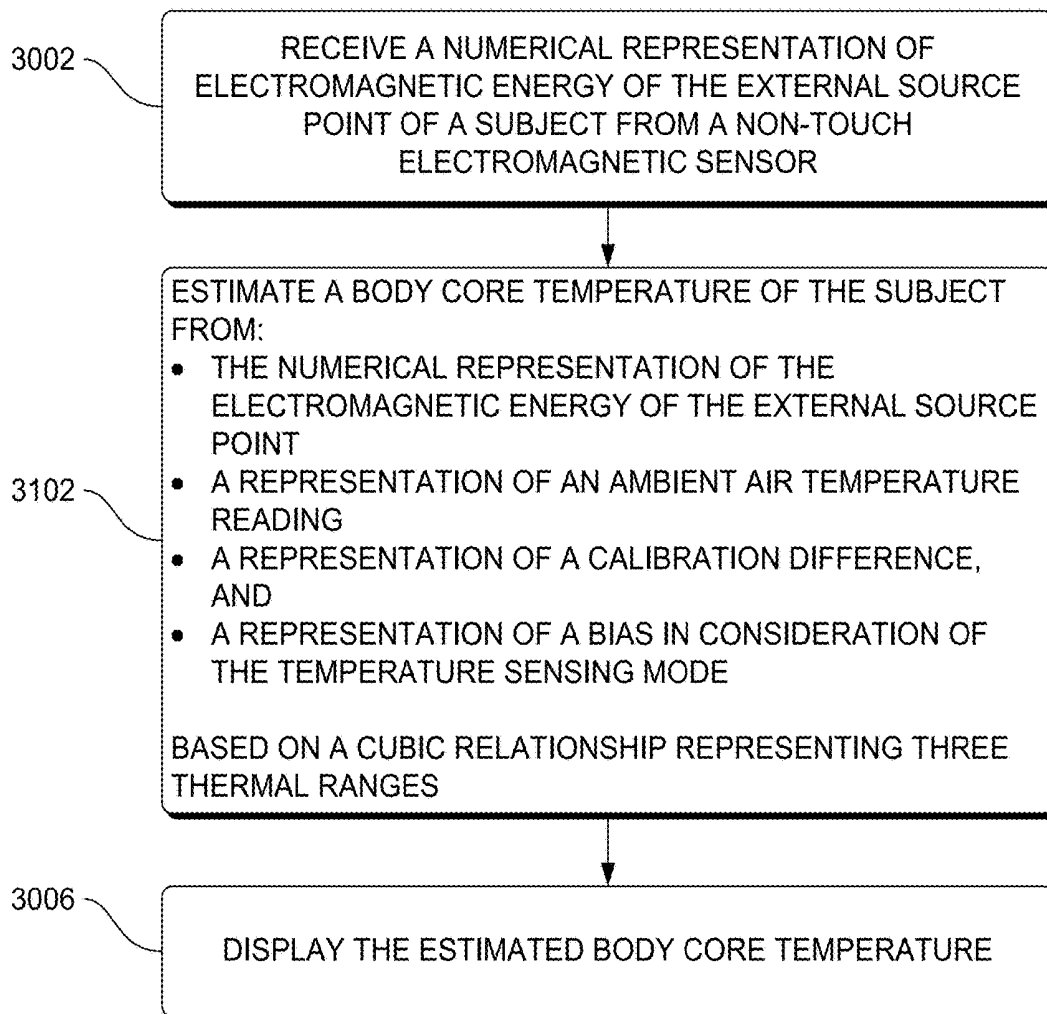 3002
RECEIVE A NUMERICAL REPRESENTATION OF
ELECTROMAGNETIC ENERGY OF THE EXTERNAL SOURCE
POINT OF A SUBJECT FROM A NON-TOUCH
ELECTROMAGNETIC SENSOR
3102
ESTIMATE A BODY CORE TEMPERATURE OF THE SUBJECT
FROM:
• THE NUMERICAL REPRESENTATION OF THE
ELECTROMAGNETIC ENERGY OF THE EXTERNAL SOURCE
POINT
• A REPRESENTATION OF AN AMBIENT AIR TEMPERATURE
READING
• A REPRESENTATION OF A CALIBRATION DIFFERENCE,
AND
• A REPRESENTATION OF A BIAS IN CONSIDERATION OF
THE TEMPERATURE SENSING MODE
BASED ON A CUBIC RELATIONSHIP REPRESENTING THREE
THERMAL RANGES
3006
DISPLAY THE ESTIMATED BODY CORE TEMPERATURE